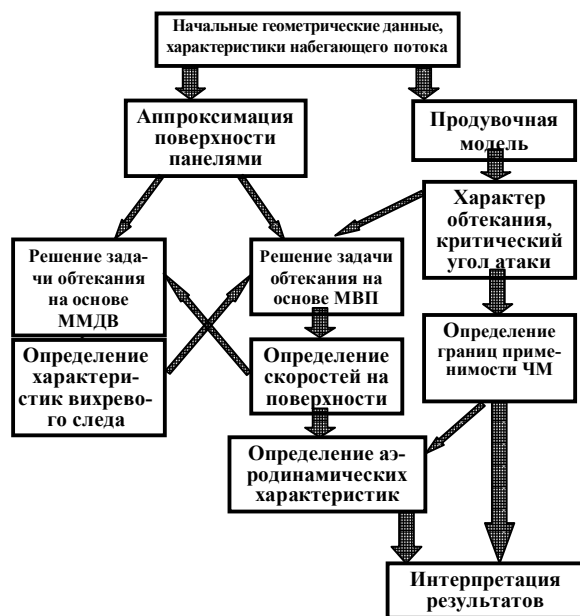 Начальные геометрические данные,
характеристики набегающего потока
Аппроксимация
поверхности
панелями
Продувочная
модель
Характер
обтекания,
критический
угол атаки
Решение зада-
чи обтекания
на основе
ММДВ
Решение задачи
обтекания на
основе МВП
Определение
границ приме-
нимости ЧМ
Определение
характери-
стик вихрево-
го следа
Определение
скоростей на
поверхности
Определение аэ-
родинамических
характеристик
Интерпретация
результатов